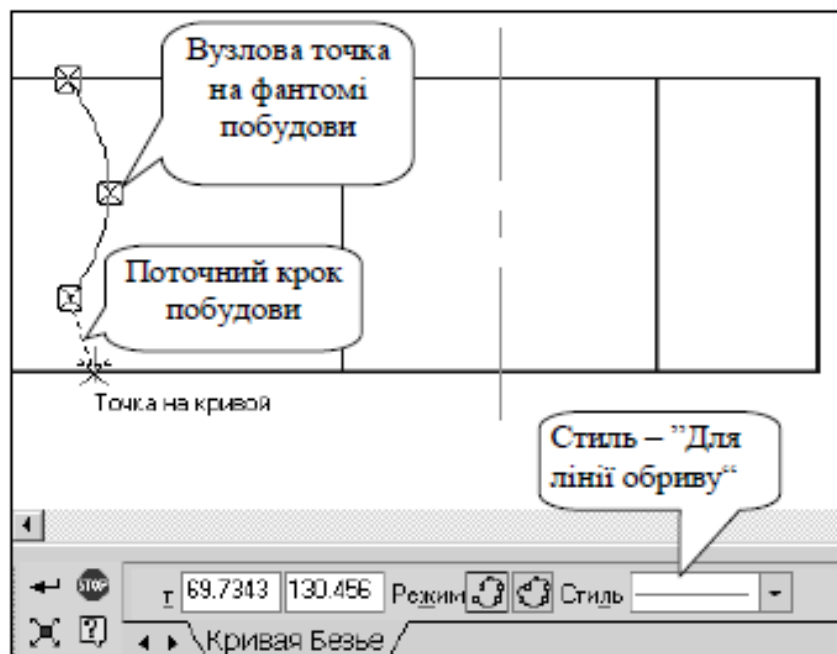 Вузлова точка
на фантомі
побудови
Поточний крок
побудови
Точка на кривой
Стиль – ”Для
лінії обриву“
STOP
т 69.7343 130.456 Режим Стиль
?
Кривая Безье